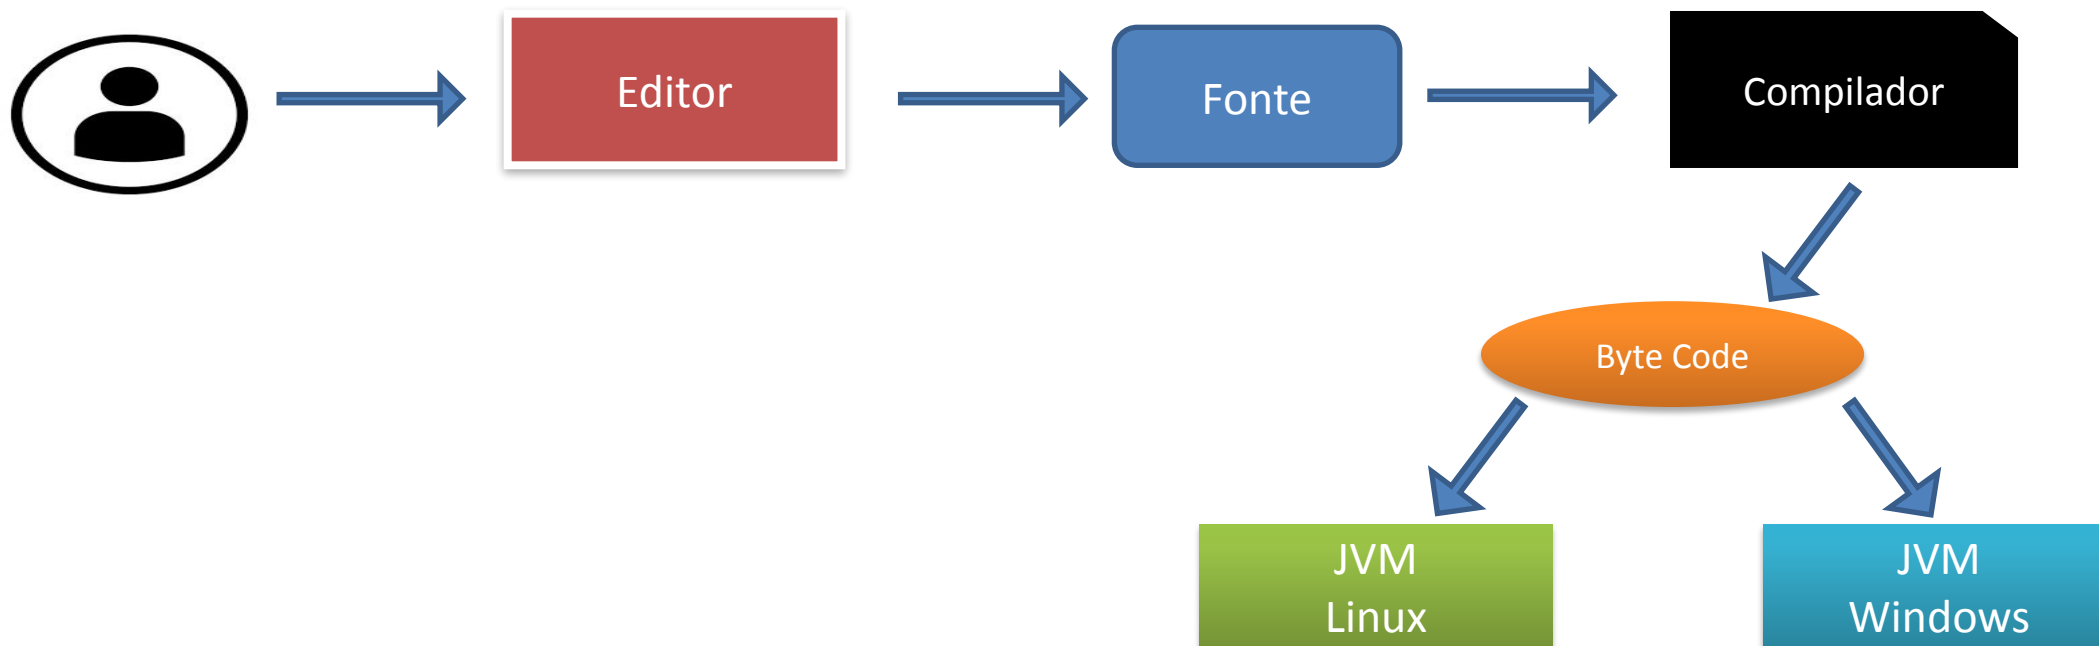 Editor
Fonte
Compilador
Byte Code
JVM
Linux
JVM
Windows